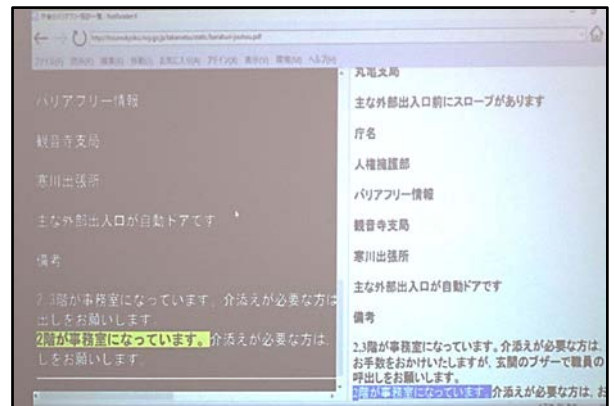 バリアフリー情報
観音寺支局
寒川出張所
主な外部出入口が自動ドアです
備考
2,3階が事務室になっています。介添えが必要な方は
出しをお願いします。
2階が事務室になっています。介添えが必要な方は、
しをお願いします。
丸亀支局
主な外部出入口前にスロープがあります
庁名
人権擁護部
バリアフリー情報
観音寺支局
寒川出張所
主な外部出入口が自動ドアです
備考
2,3階が事務室になっています。介添えが必要な方は、
お手数をおかけいたしますが、玄関のブザーで職員の
呼出しをお願いします。
2階が事務室になっています。介添えが必要な方は、お